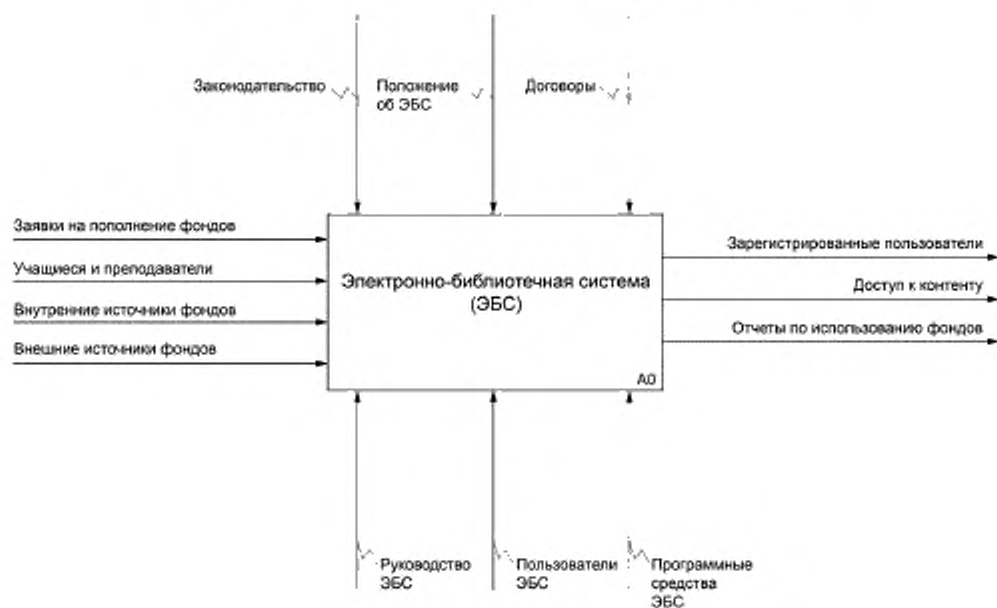 Законодательство
Положение
об ЭБС
Договоры
Заявки на пополнение фондов
Учащиеся и преподаватели
Внутренние источники фондов
Внешние источники фондов
Электронно-библиотечная система
(ЭБС)
A0
Зарегистрированные пользователи
Доступ к контенту
Отчеты по использованию фондов
Руководство
ЭБС
Пользователи
ЭБС
Программные
средства
ЭБС